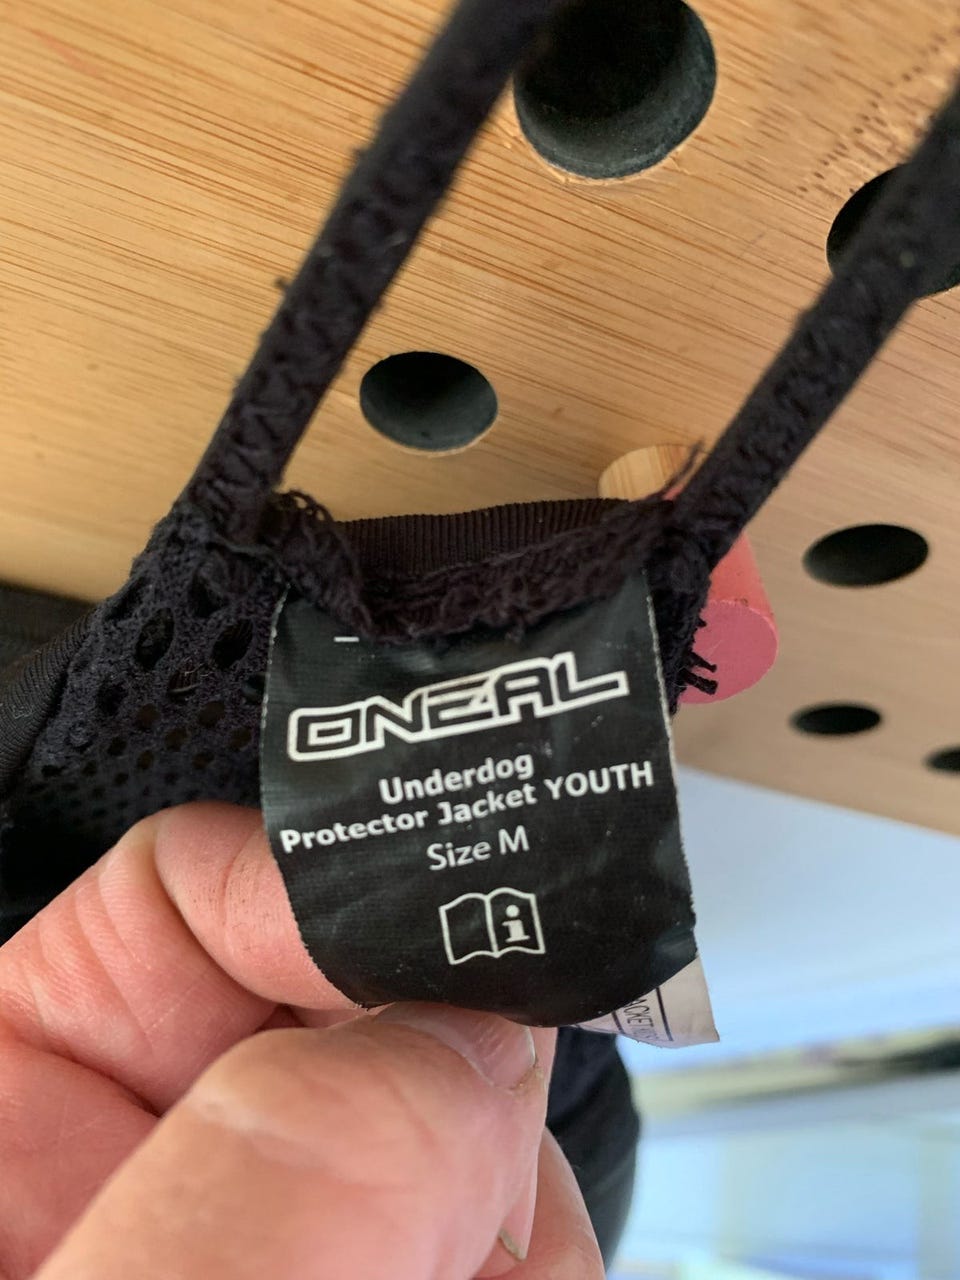 ONEAL
Underdog
Protector Jacket YOUTH
Size M
i